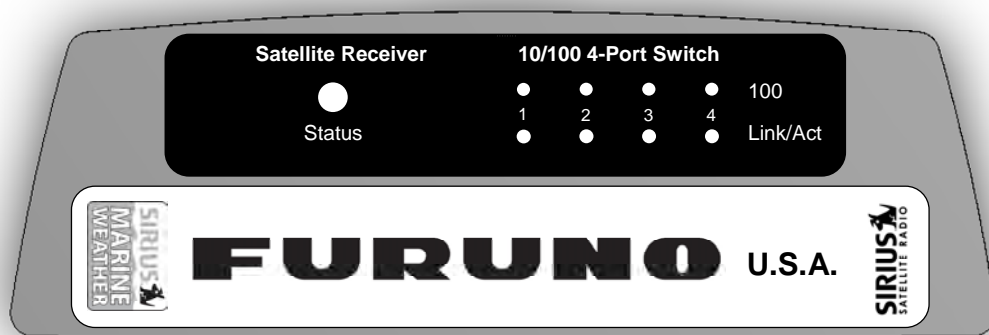 Satellite Receiver
10/100 4-Port Switch
100
1 2 3 4
Status
Link/Act
SIRIUS
MARINE
WEATHER
FURUNO U.S.A.
SIRIUS
SATELLITE RADIO